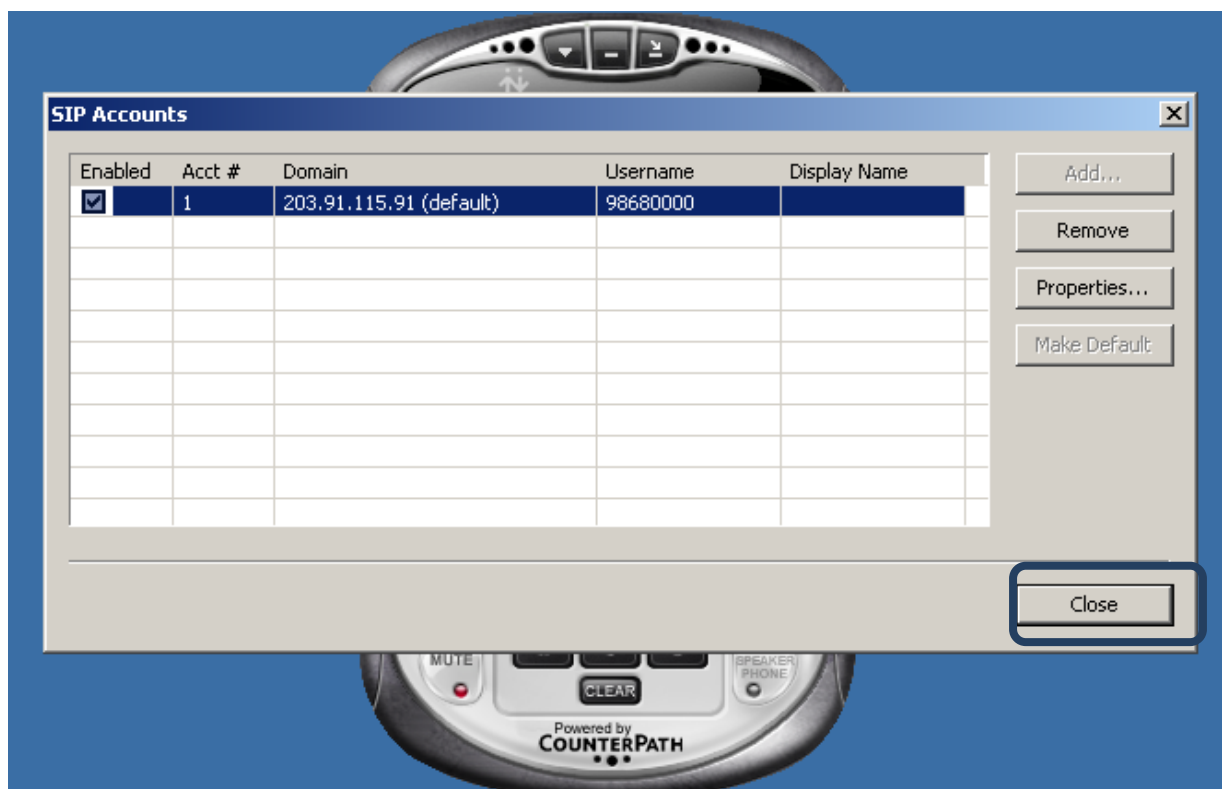 SIP Accounts
Enabled Acct # Domain Username Display Name
1 203.91.115.91 (default) 98680000
Add...
Remove
Properties...
Make Default
Close
MUTE
SPEAKER
PHONE
CLEAR
Powered by
COUNTERPATH